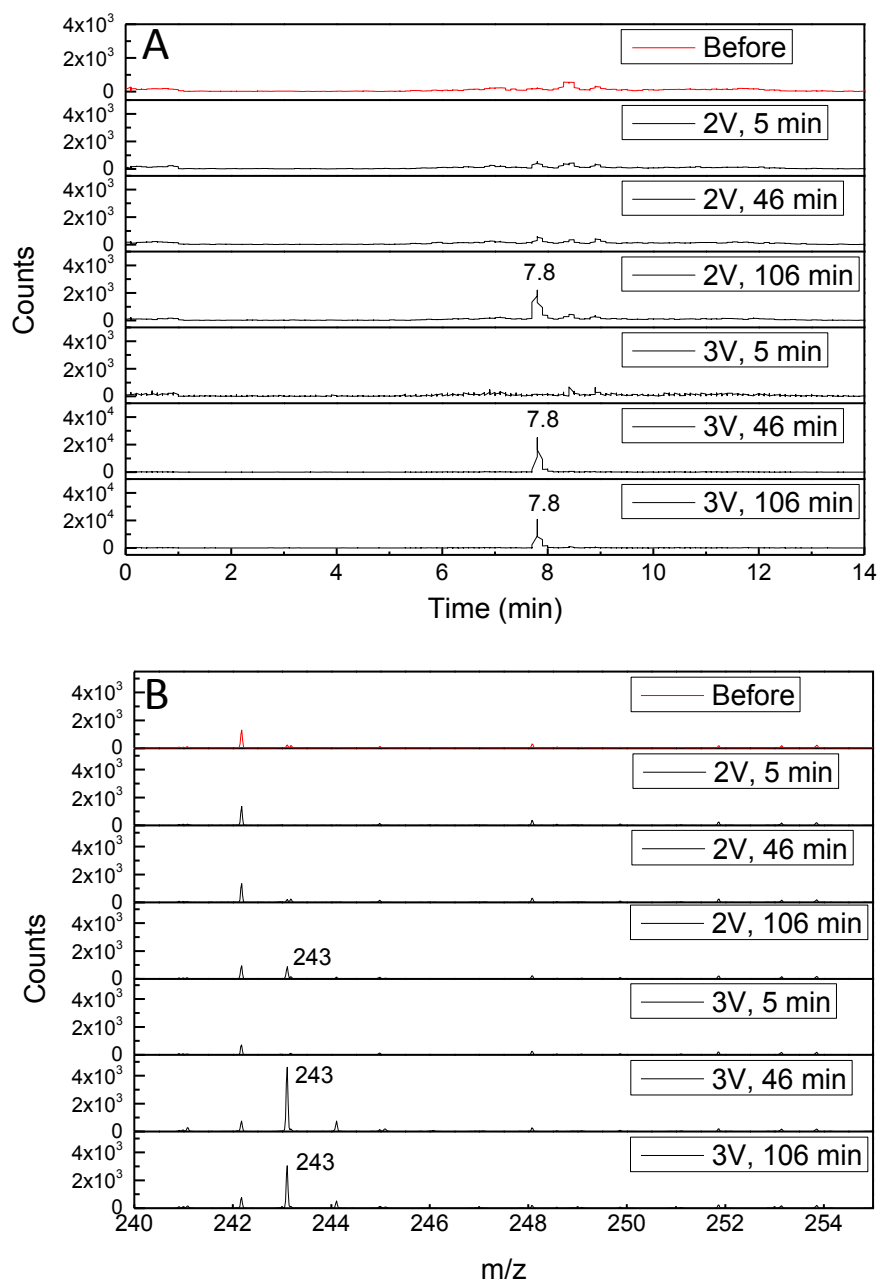 A
4x10³
2x10³
0
Before
4x10³
2x10³
0
2V, 5 min
4x10³
2x10³
0
2V, 46 min
4x10³
2x10³
0
7.8
2V, 106 min
4x10³
2x10³
0
3V, 5 min
4x10⁴
2x10⁴
0
7.8
3V, 46 min
4x10⁴
2x10⁴
0
7.8
3V, 106 min
Counts
0 2 4 6 8 10 12 14
Time (min)
B
4x10³
2x10³
0
Before
4x10³
2x10³
0
2V, 5 min
4x10³
2x10³
0
2V, 46 min
4x10³
2x10³
0
243
2V, 106 min
4x10³
2x10³
0
3V, 5 min
4x10³
2x10³
0
243
3V, 46 min
4x10³
2x10³
0
243
3V, 106 min
Counts
240 242 244 246 248 250 252 254
m/z